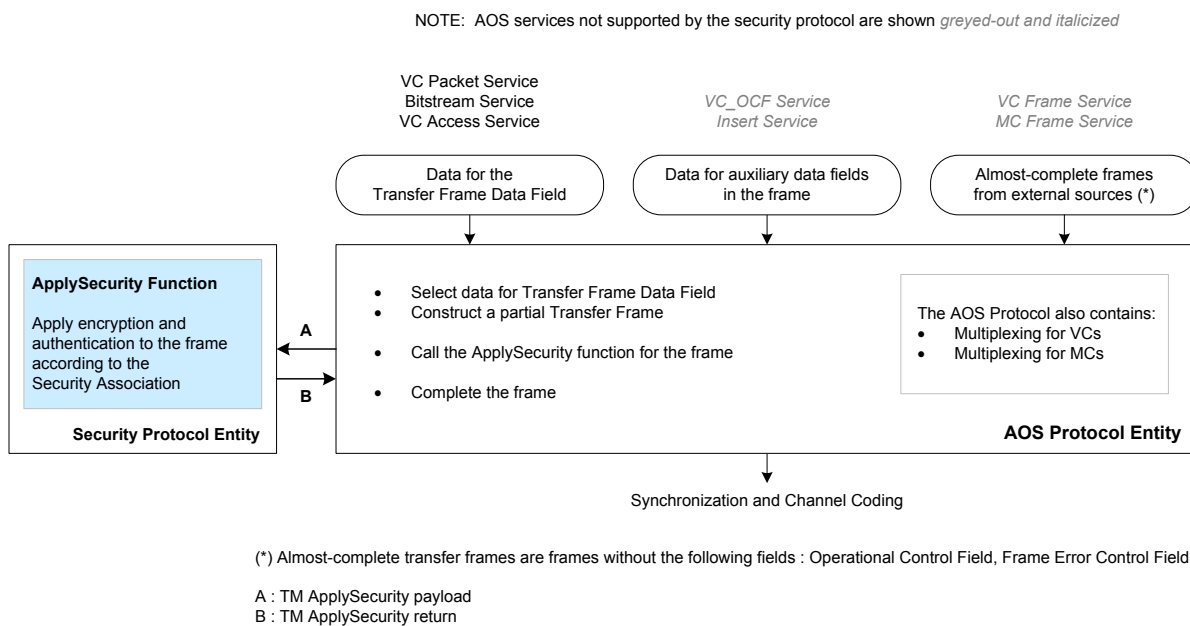 NOTE: AOS services not supported by the security protocol are shown greyed-out and italicized
VC Packet Service
Bitstream Service
VC Access Service
VC_OCF Service
Insert Service
VC Frame Service
MC Frame Service
Data for the
Transfer Frame Data Field
Data for auxiliary data fields
in the frame
Almost-complete frames
from external sources (*)
ApplySecurity Function
Apply encryption and
authentication to the frame
according to the
Security Association
Security Protocol Entity
A
B
• Select data for Transfer Frame Data Field
• Construct a partial Transfer Frame
• Call the ApplySecurity function for the frame
• Complete the frame
The AOS Protocol also contains:
• Multiplexing for VCs
• Multiplexing for MCs
AOS Protocol Entity
Synchronization and Channel Coding
(*) Almost-complete transfer frames are frames without the following fields : Operational Control Field, Frame Error Control Field
A : TM ApplySecurity payload
B : TM ApplySecurity return